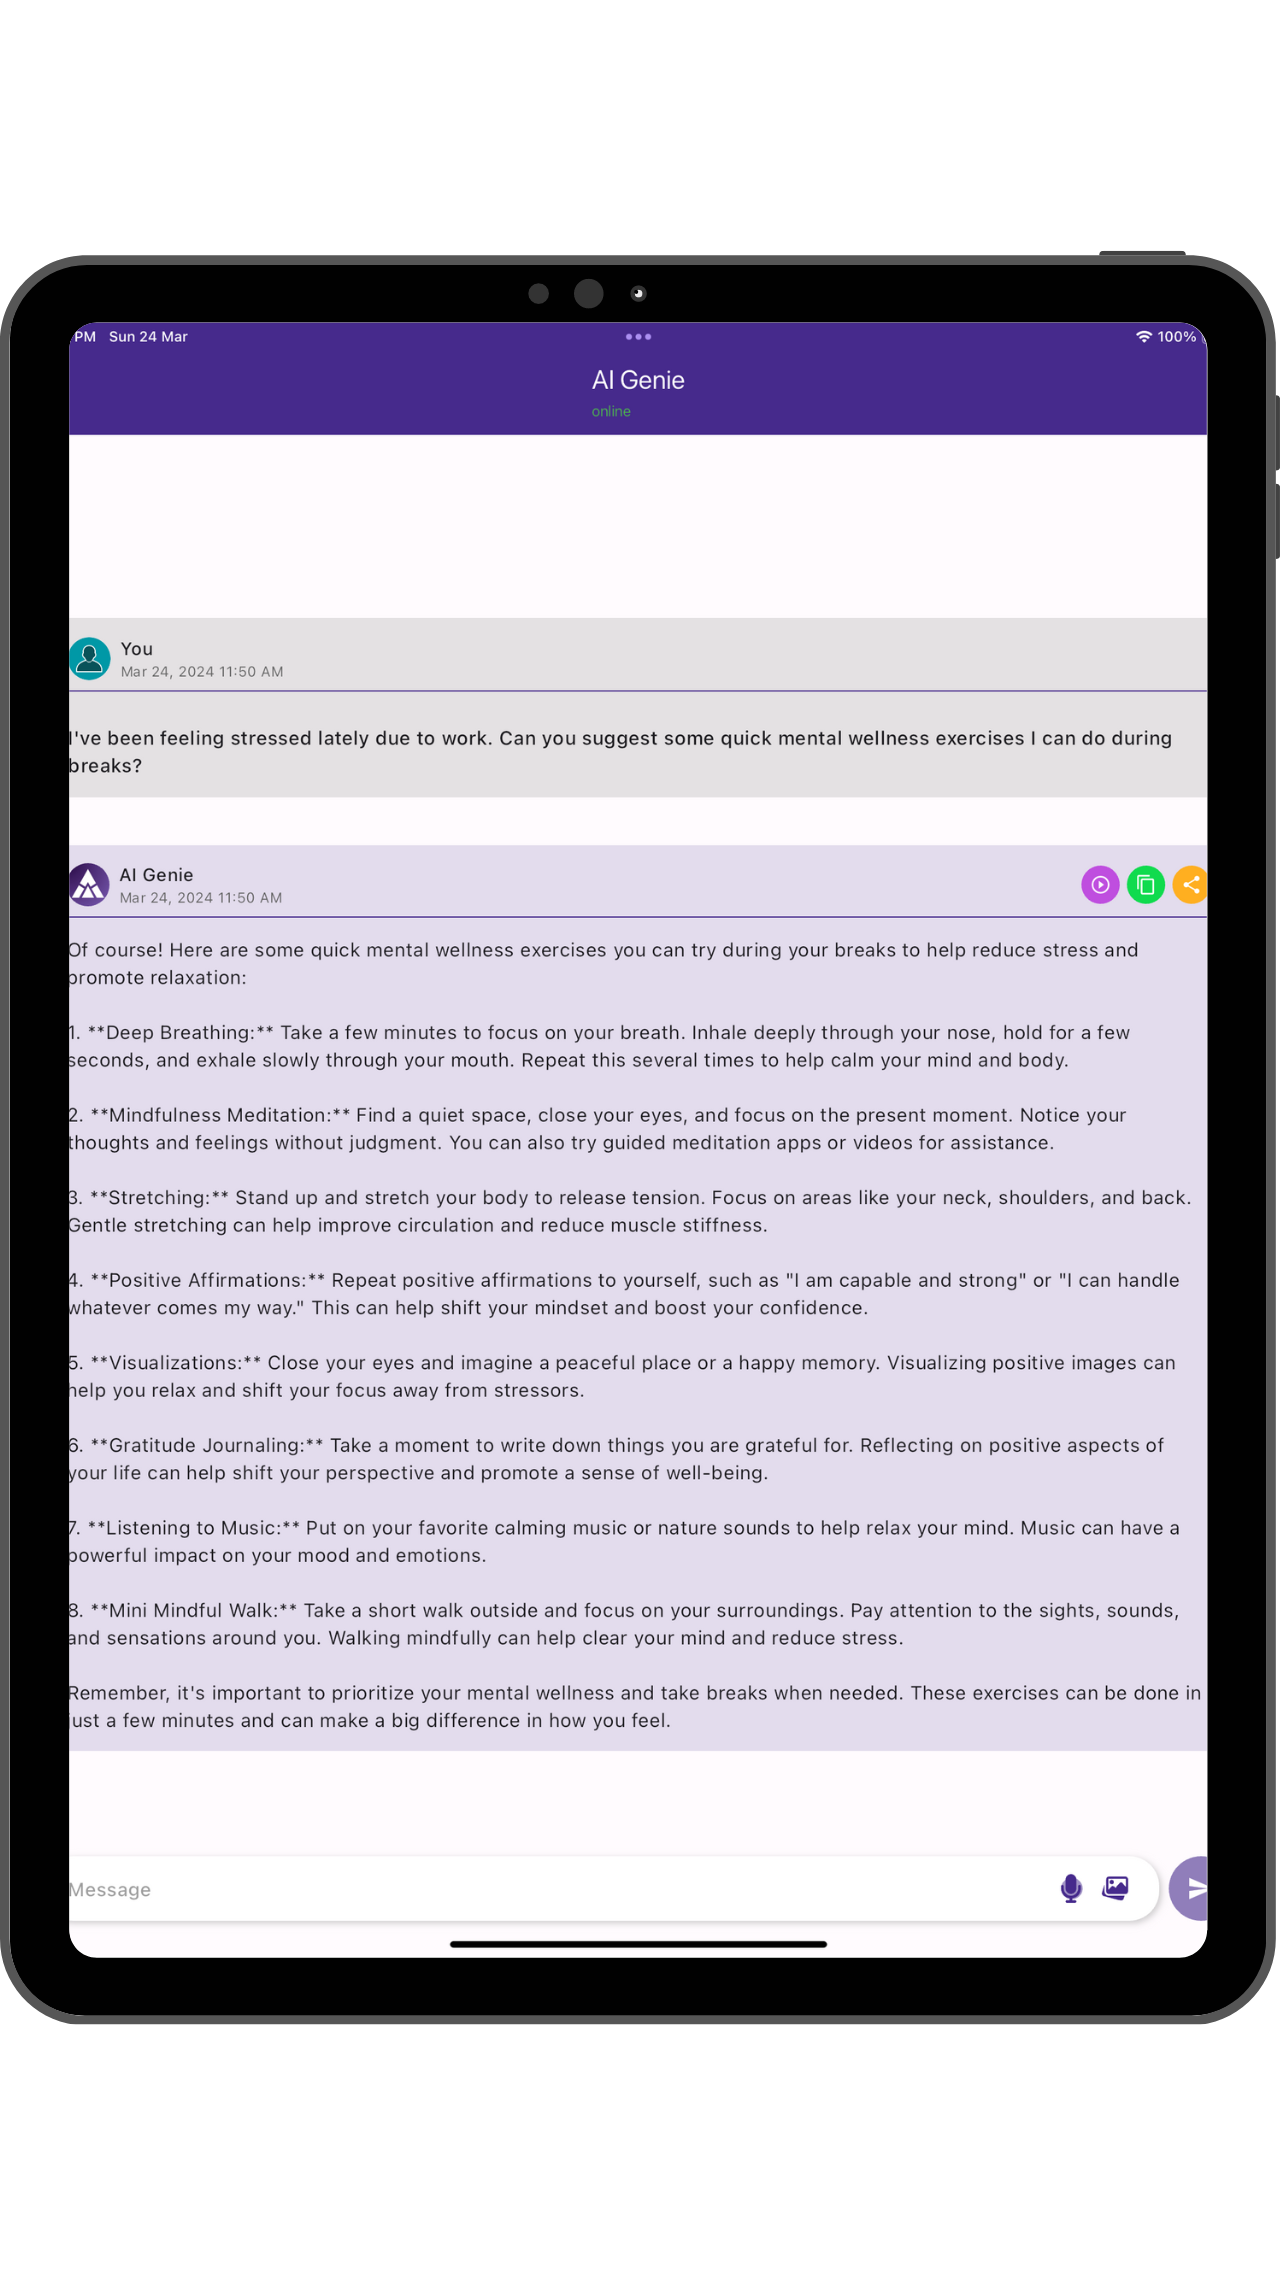 PM Sun 24 Mar 100%
AI Genie
online
You
Mar 24, 2024 11:50 AM
I've been feeling stressed lately due to work. Can you suggest some quick mental wellness exercises I can do during
breaks?
AI Genie
Mar 24, 2024 11:50 AM
Of course! Here are some quick mental wellness exercises you can try during your breaks to help reduce stress and
promote relaxation:
1. **Deep Breathing:** Take a few minutes to focus on your breath. Inhale deeply through your nose, hold for a few
seconds, and exhale slowly through your mouth. Repeat this several times to help calm your mind and body.
2. **Mindfulness Meditation:** Find a quiet space, close your eyes, and focus on the present moment. Notice your
thoughts and feelings without judgment. You can also try guided meditation apps or videos for assistance.
3. **Stretching:** Stand up and stretch your body to release tension. Focus on areas like your neck, shoulders, and back.
Gentle stretching can help improve circulation and reduce muscle stiffness.
4. **Positive Affirmations:** Repeat positive affirmations to yourself, such as "I am capable and strong" or "I can handle
whatever comes my way." This can help shift your mindset and boost your confidence.
5. **Visualizations:** Close your eyes and imagine a peaceful place or a happy memory. Visualizing positive images can
help you relax and shift your focus away from stressors.
6. **Gratitude Journaling:** Take a moment to write down things you are grateful for. Reflecting on positive aspects of
your life can help shift your perspective and promote a sense of well-being.
7. **Listening to Music:** Put on your favorite calming music or nature sounds to help relax your mind. Music can have a
powerful impact on your mood and emotions.
8. **Mini Mindful Walk:** Take a short walk outside and focus on your surroundings. Pay attention to the sights, sounds,
and sensations around you. Walking mindfully can help clear your mind and reduce stress.
Remember, it's important to prioritize your mental wellness and take breaks when needed. These exercises can be done in
just a few minutes and can make a big difference in how you feel.
Message